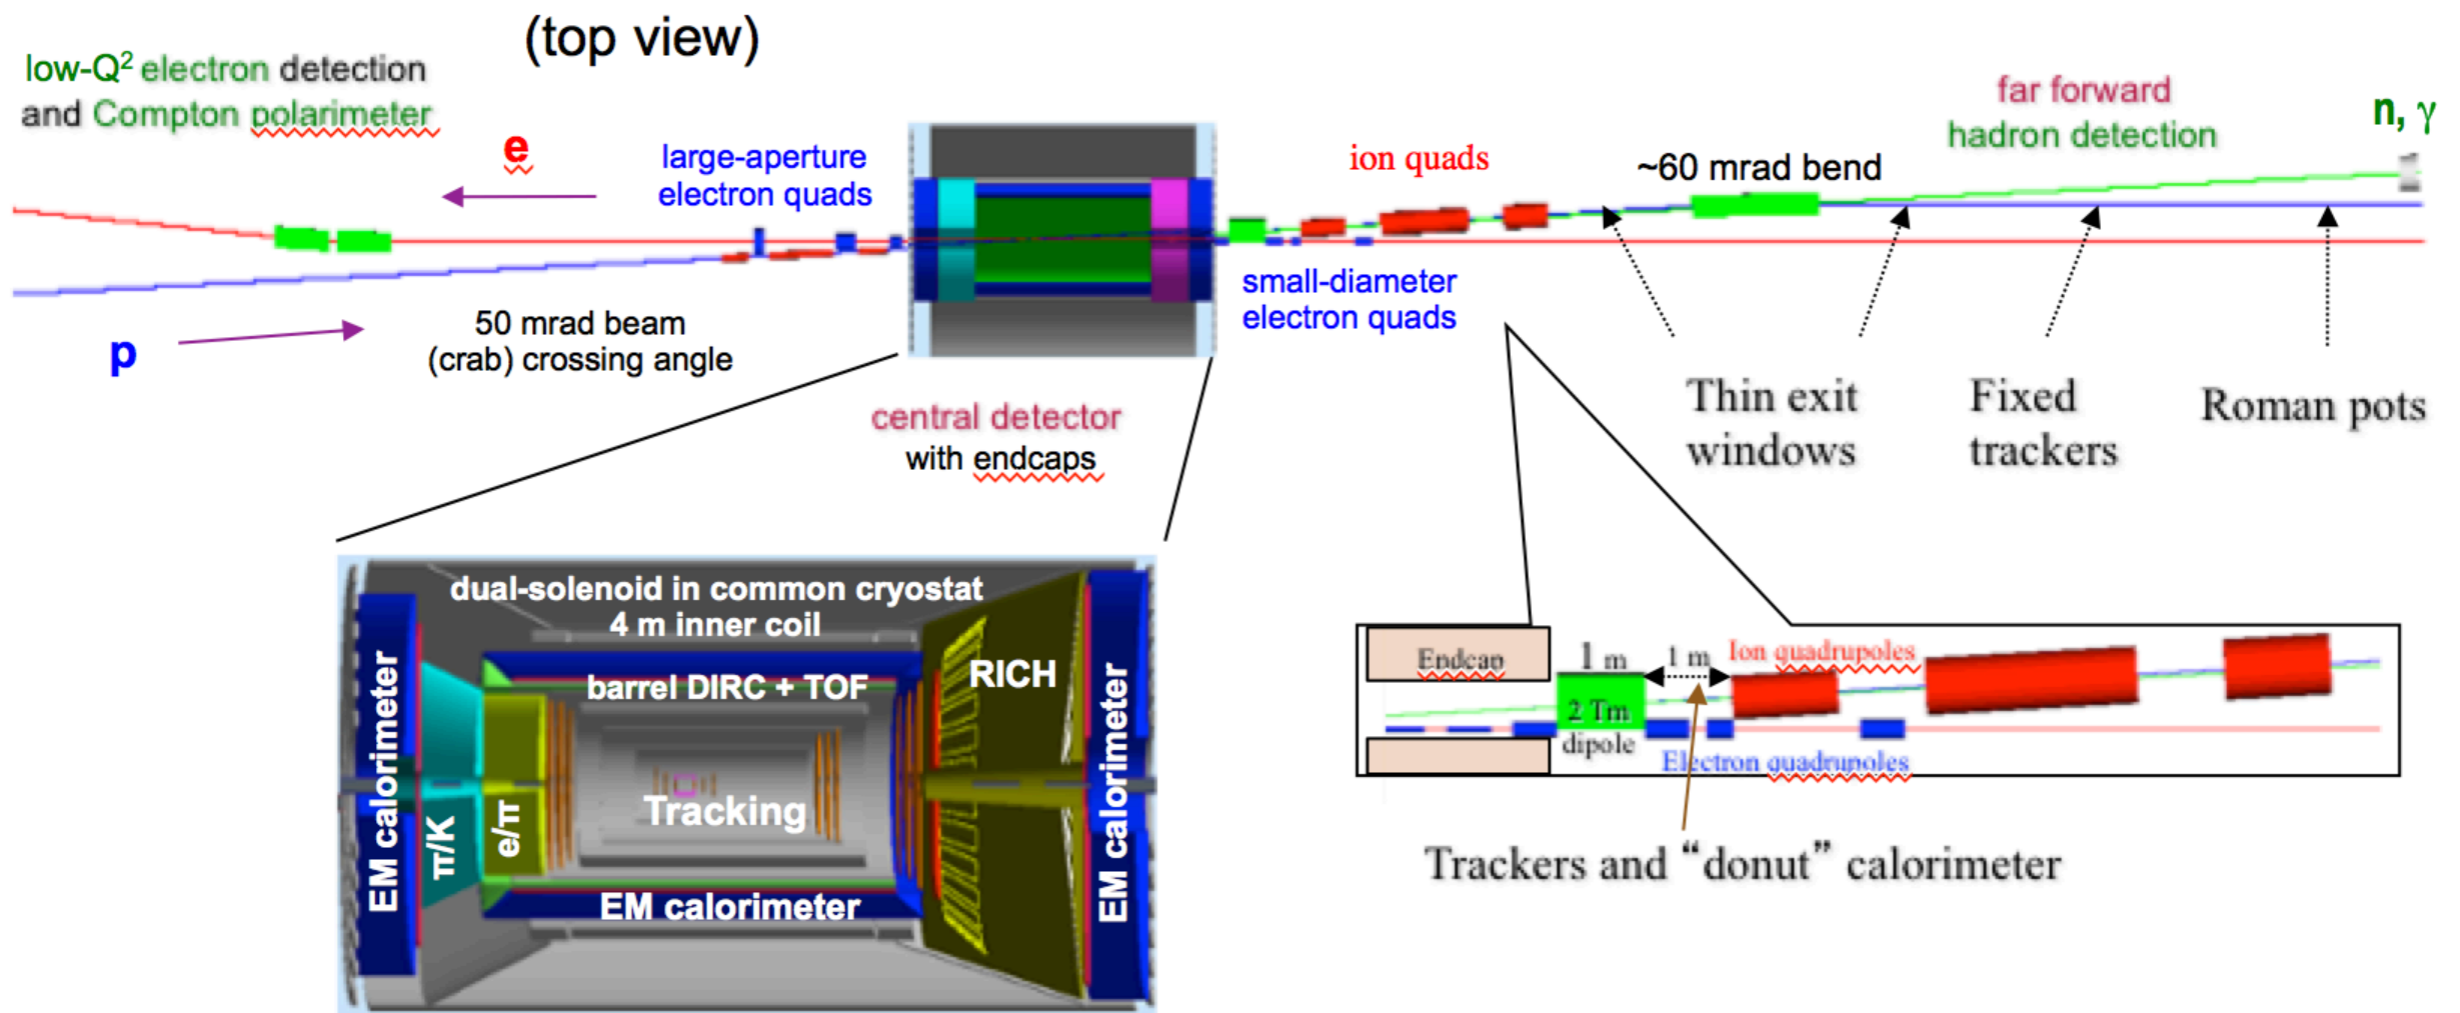 (top view)
low-Q² electron detection
and Compton polarimeter
e
large-aperture
electron quads
ion quads
~60 mrad bend
far forward
hadron detection
n, γ
p
50 mrad beam
(crab) crossing angle
small-diameter
electron quads
central detector
with endcaps
Thin exit
windows
Fixed
trackers
Roman pots
dual-solenoid in common cryostat
4 m inner coil
barrel DIRC + TOF
RICH
EM calorimeter
π/K
e/π
Tracking
EM calorimeter
EM calorimeter
Endcap
1 m
1 m
Ion quadrupoles
2 Tm
dipole
Electron quadrupoles
Trackers and “donut” calorimeter